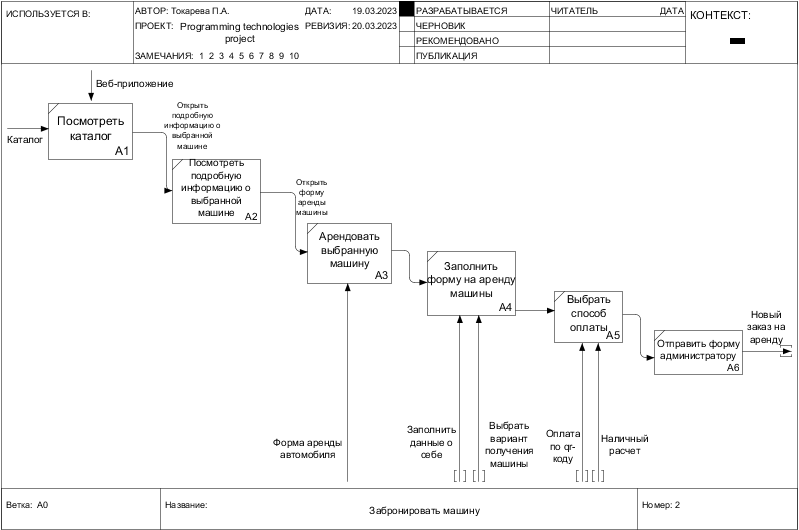 ИСПОЛЬЗУЕТСЯ В:
АВТОР: Токарева П.А.
ДАТА: 19.03.2023
ПРОЕКТ: Programming technologies
project
РЕВИЗИЯ: 20.03.2023
ЗАМЕЧАНИЯ: 1 2 3 4 5 6 7 8 9 10
РАЗРАБАТЫВАЕТСЯ
ЧЕРНОВИК
РЕКОМЕНДОВАНО
ПУБЛИКАЦИЯ
ЧИТАТЕЛЬ
ДАТА
КОНТЕКСТ:
Веб-приложение
Каталог
Посмотреть
каталог
A1
Открыть
подробную
информацию о
выбранной
машине
Посмотреть
подробную
информацию о
выбранной
машине
A2
Открыть
форму
аренды
машины
Арендовать
выбранную
машину
A3
Заполнить
форму на аренду
машины
A4
Выбрать
способ
оплаты
A5
Отправить форму
администратору
A6
Новый
заказ на
аренду
Форма аренды
автомобиля
Заполнить
данные о
себе
Выбрать
вариант
получения
машины
Оплата
по qr-
коду
Наличный
расчет
Ветка: A0
Название:
Забронировать машину
Номер: 2